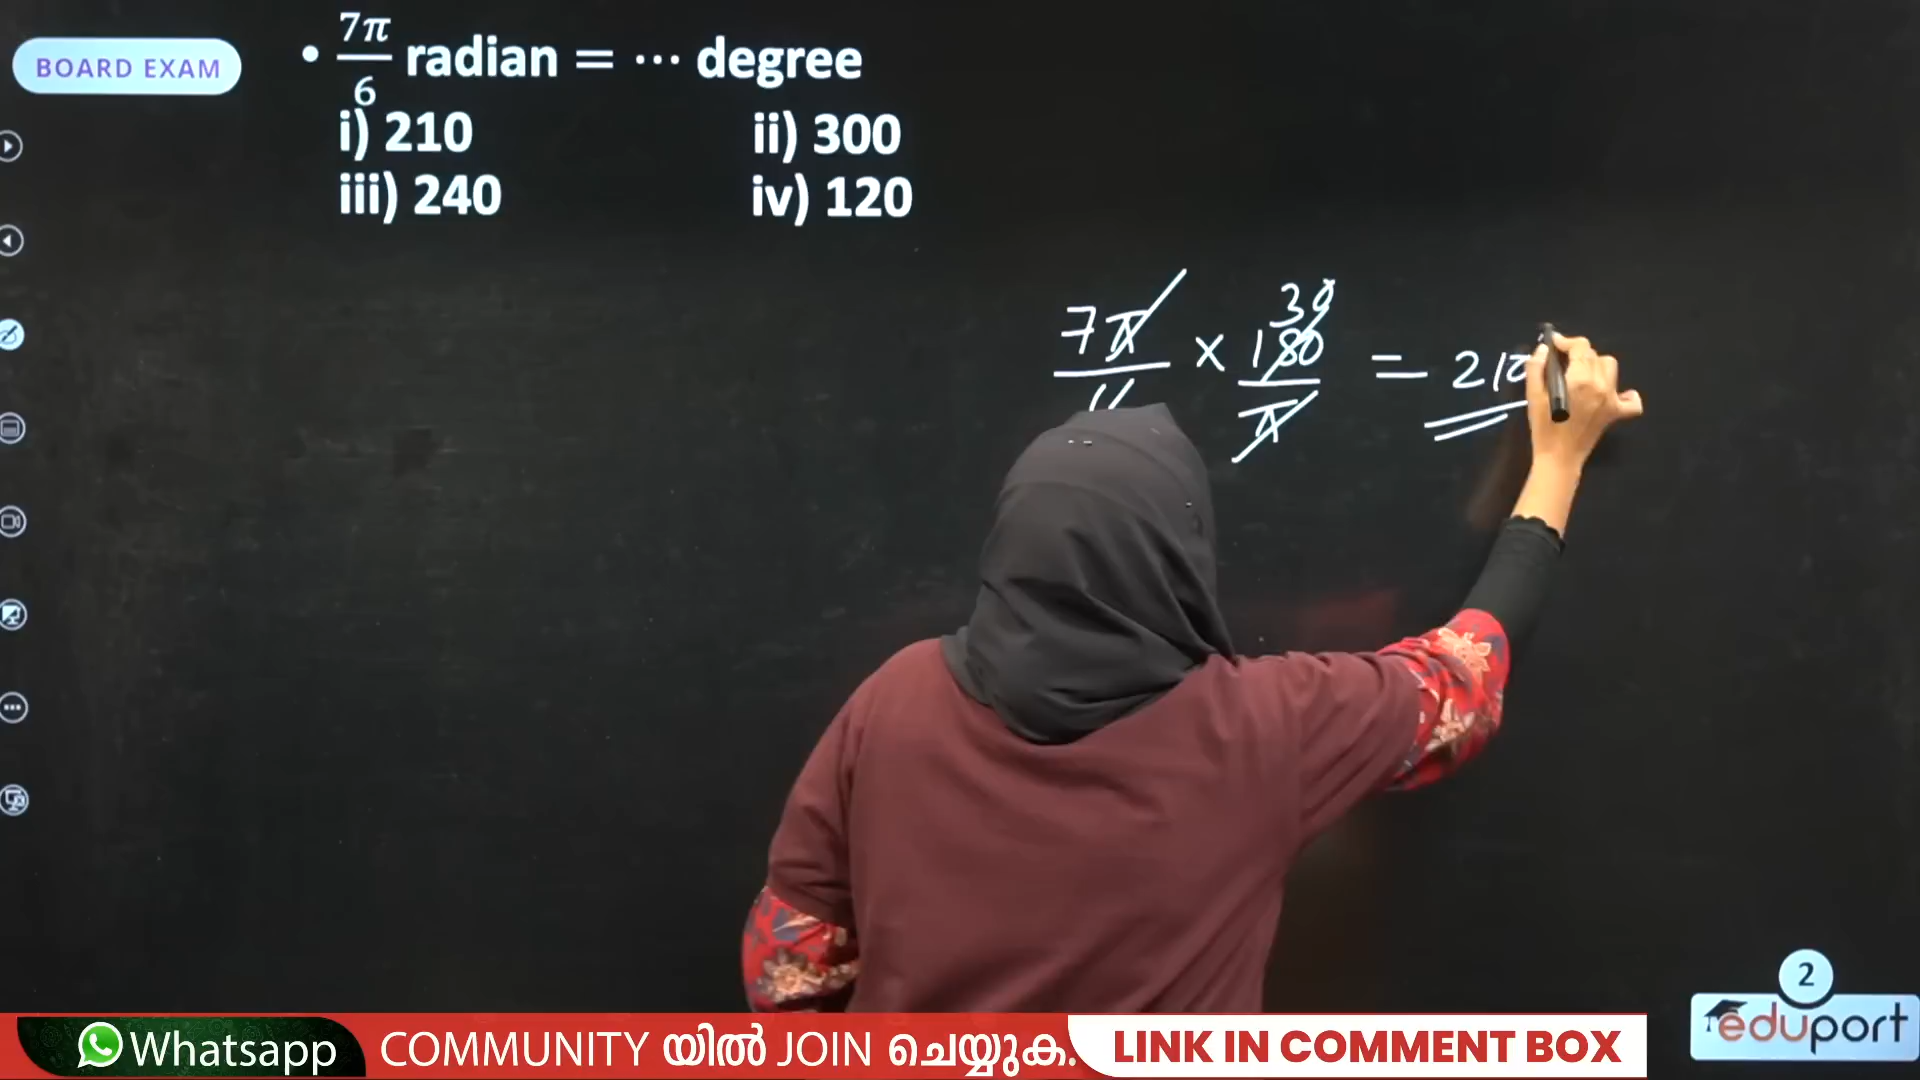 BOARD EXAM
• 7π/6 radian = ··· degree
i) 210 ii) 300
iii) 240 iv) 120
7π × 180 30 = 210
π
2
eduport
Whatsapp COMMUNITY യിൽ JOIN ചെയ്യുക. LINK IN COMMENT BOX